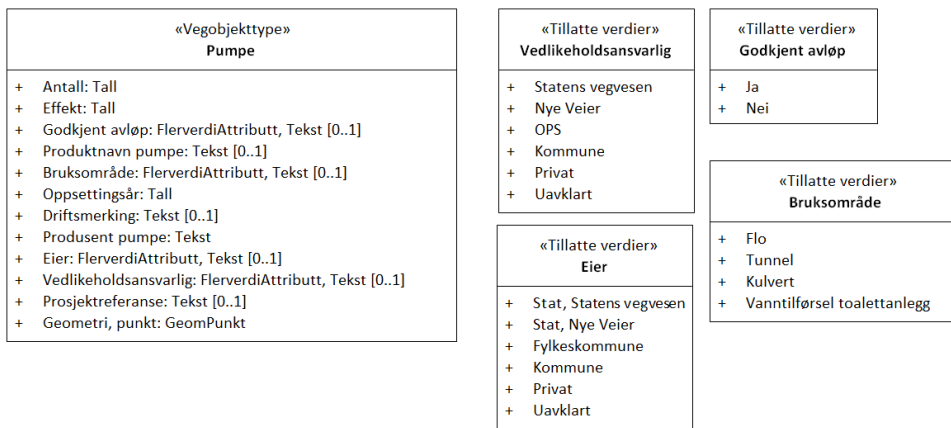 «Vegobjekttype»
Pumpe
+ Antall: Tall
+ Effekt: Tall
+ Godkjent avløp: FlerverdiAttributt, Tekst [0..1]
+ Produktnavn pumpe: Tekst [0..1]
+ Bruksområde: FlerverdiAttributt, Tekst [0..1]
+ Oppsettingsår: Tall
+ Driftsmerking: Tekst [0..1]
+ Produsent pumpe: Tekst
+ Eier: FlerverdiAttributt, Tekst [0..1]
+ Vedlikeholdsansvarlig: FlerverdiAttributt, Tekst [0..1]
+ Prosjektreferanse: Tekst [0..1]
+ Geometri, punkt: GeomPunkt
«Tillatte verdier»
Vedlikeholdsansvarlig
+ Statens vegvesen
+ Nye Veier
+ OPS
+ Kommune
+ Privat
+ Uavklart
«Tillatte verdier»
Godkjent avløp
+ Ja
+ Nei
«Tillatte verdier»
Bruksområde
+ Flo
+ Tunnel
+ Kulvert
+ Vanntilførsel toalettanlegg
«Tillatte verdier»
Eier
+ Stat, Statens vegvesen
+ Stat, Nye Veier
+ Fylkeskommune
+ Kommune
+ Privat
+ Uavklart